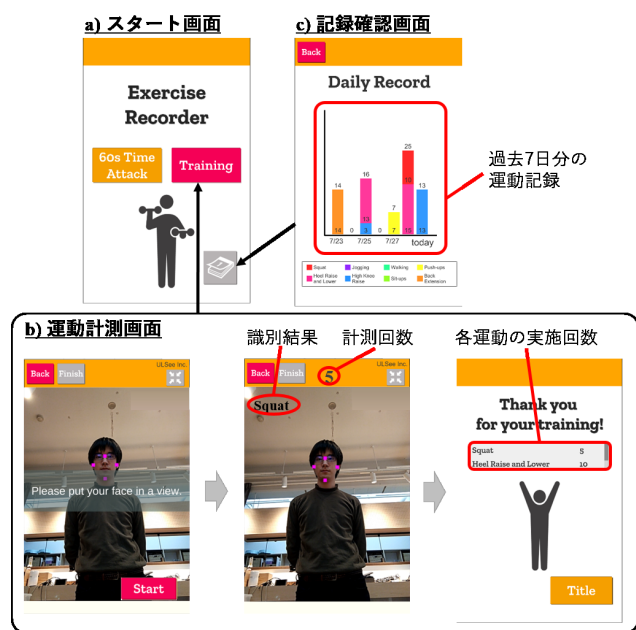 a) スタート画面
Exercise
Recorder
60s Time
Attack
Training
c) 記録確認画面
Back
Daily Record
25
16
15
14
13
13
7
14
0
3
0
7
15
13
7/23
7/25
7/27
today
Squat
Jogging
Walking
Push-ups
Heel Raise
and Lower
High Knee
Raise
Sit-ups
Back
Extension
過去7日分の
運動記録
b) 運動計測画面
識別結果
計測回数
各運動の実施回数
Back
Finish
ULSee Inc.
Please put your face in a view.
Start
Back
Finish
ULSee Inc.
5
Squat
Thank you
for your training!
Squat 5
Heel Raise and Lower 10
Title